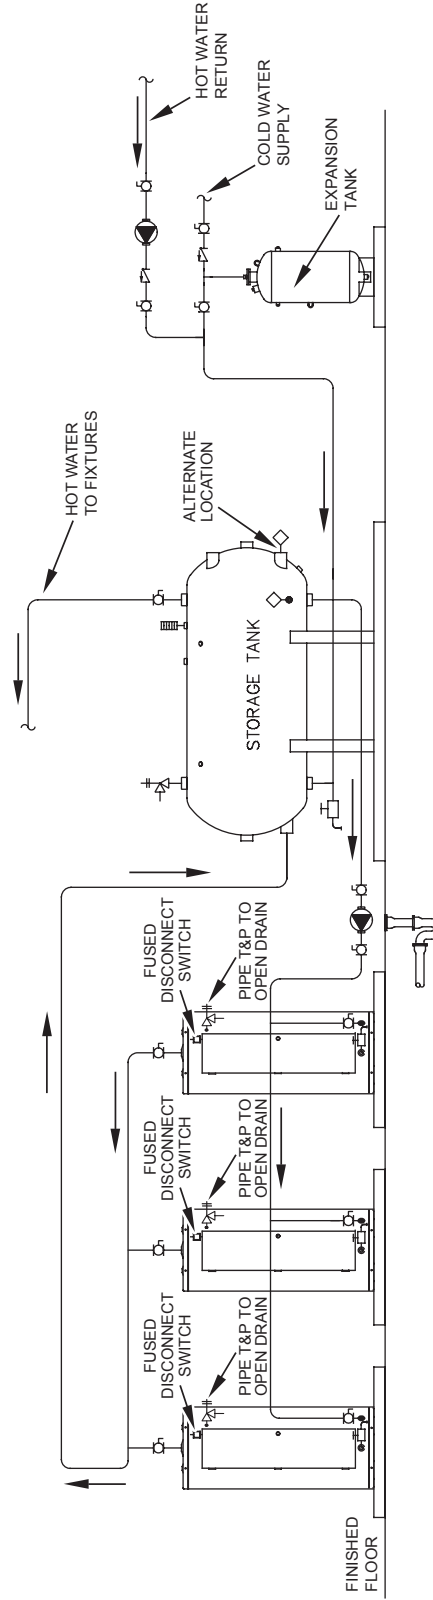 FINISHED
FLOOR
FUSED
DISCONNECT
SWITCH
PIPE T&P TO
OPEN DRAIN
FUSED
DISCONNECT
SWITCH
PIPE T&P TO
OPEN DRAIN
FUSED
DISCONNECT
SWITCH
PIPE T&P TO
OPEN DRAIN
STORAGE TANK
HOT WATER
TO FIXTURES
ALTERNATE
LOCATION
HOT WATER
RETURN
COLD WATER
SUPPLY
EXPANSION
TANK